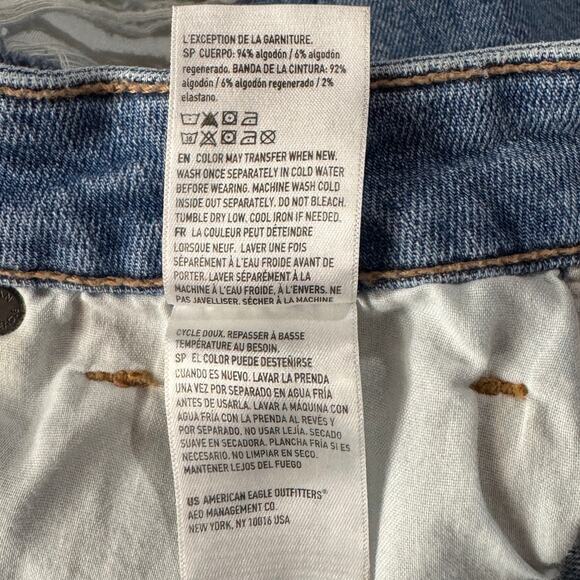 L'EXCEPTION DE LA GARNITURE.
SP CUERPO: 94% algodón / 6% algodón
regenerado. BANDA DE LA CINTURA: 92%
algodón / 6% algodón regenerado / 2%
elastano.
EN COLOR MAY TRANSFER WHEN NEW.
WASH ONCE SEPARATELY IN COLD WATER
BEFORE WEARING. MACHINE WASH COLD
INSIDE OUT SEPARATELY. DO NOT BLEACH.
TUMBLE DRY LOW. COOL IRON IF NEEDED.
FR LA COULEUR PEUT DÉTEINDRE
LORSQUE NEUF. LAVER UNE FOIS
SÉPARÉMENT À L'EAU FROIDE AVANT DE
PORTER. LAVER SÉPARÉMENT À LA
MACHINE À L'EAU FROIDE, À L'ENVERS. NE
PAS JAVELLISER. SÉCHER À LA MACHINE
CYCLE DOUX. REPASSER À BASSE
TEMPÉRATURE AU BESOIN.
SP EL COLOR PUEDE DESTEÑIRSE
CUANDO ES NUEVO. LAVAR LA PRENDA
UNA VEZ POR SEPARADO EN AGUA FRÍA
ANTES DE USARLA. LAVAR A MÁQUINA CON
AGUA FRÍA CON LA PRENDA AL REVÉS Y
POR SEPARADO. NO USAR LEJÍA. SECADO
SUAVE EN SECADORA. PLANCHA FRÍA SI ES
NECESARIO. NO LIMPIAR EN SECO.
MANTENER LEJOS DEL FUEGO
US AMERICAN EAGLE OUTFITTERS®
AEO MANAGEMENT CO.
NEW YORK, NY 10016 USA